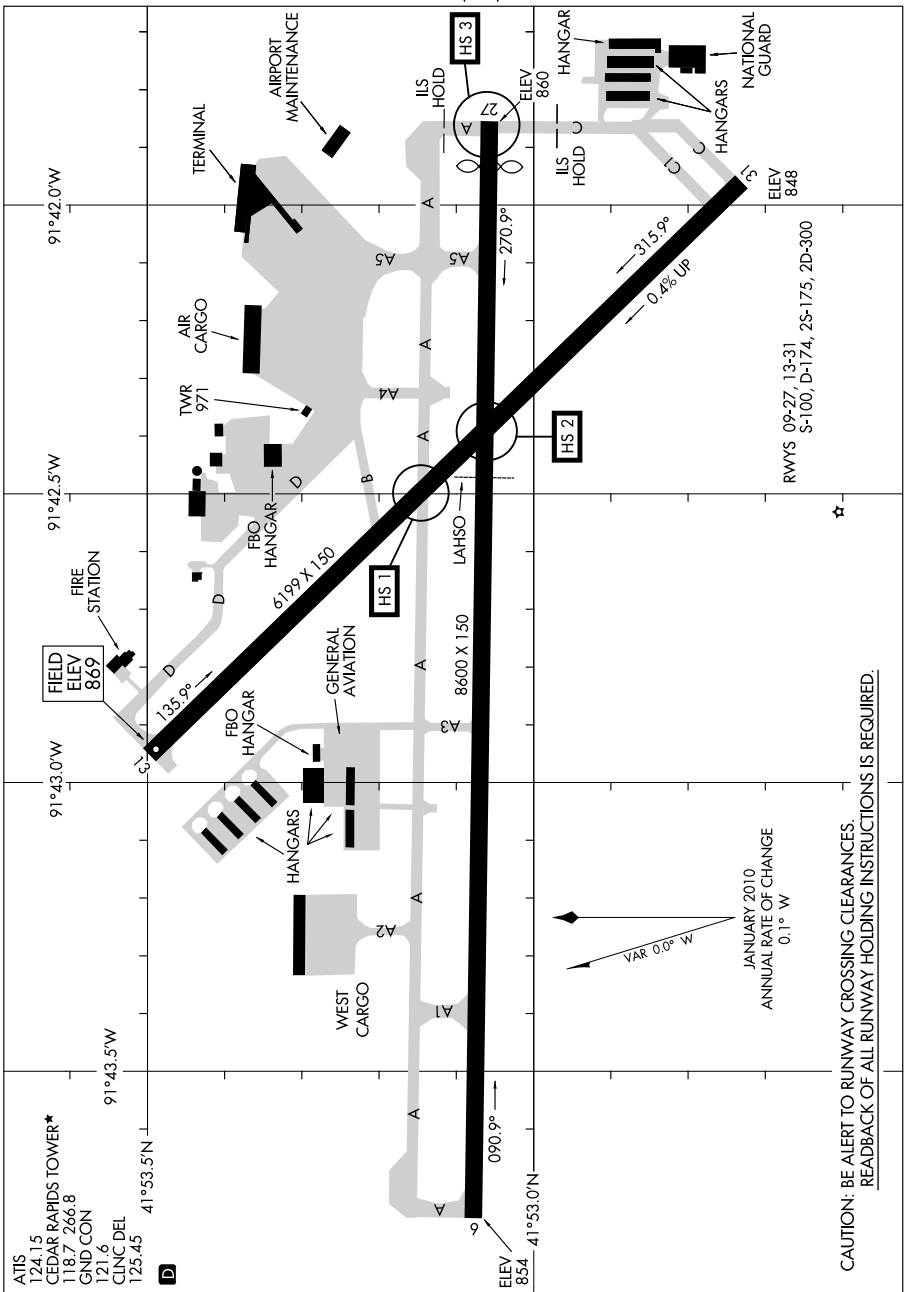 ATIS
124.15
CEDAR RAPIDS TOWER★
118.7 266.8
GND CON
121.6
CLNC DEL
125.45
D
41°53.5'N
41°53.0'N
91°43.5'W
91°43.0'W
91°42.5'W
91°42.0'W
FIELD
ELEV
869
FIRE
STATION
13
135.9°
6199 X 150
D
D
D
FBO
HANGAR
TWR
971
AIR
CARGO
TERMINAL
AIRPORT
MAINTENANCE
HS 3
HANGAR
NATIONAL
GUARD
HANGARS
ILS
HOLD
A
27
ELEV
860
ILS
HOLD
C
C
C1
31
ELEV
848
315.9°
0.4% UP
270.9°
A5
A5
A4
A
A
A
B
HS 1
HS 2
LAHSO
8600 X 150
A
A3
FBO
HANGAR
GENERAL
AVIATION
HANGARS
A
A2
WEST
CARGO
A1
A
A
090.9°
9
ELEV
854
RWYS 09-27, 13-31
S-100, D-174, 2S-175, 2D-300
VAR 0.0° W
JANUARY 2010
ANNUAL RATE OF CHANGE
0.1° W
CAUTION: BE ALERT TO RUNWAY CROSSING CLEARANCES.
READBACK OF ALL RUNWAY HOLDING INSTRUCTIONS IS REQUIRED.